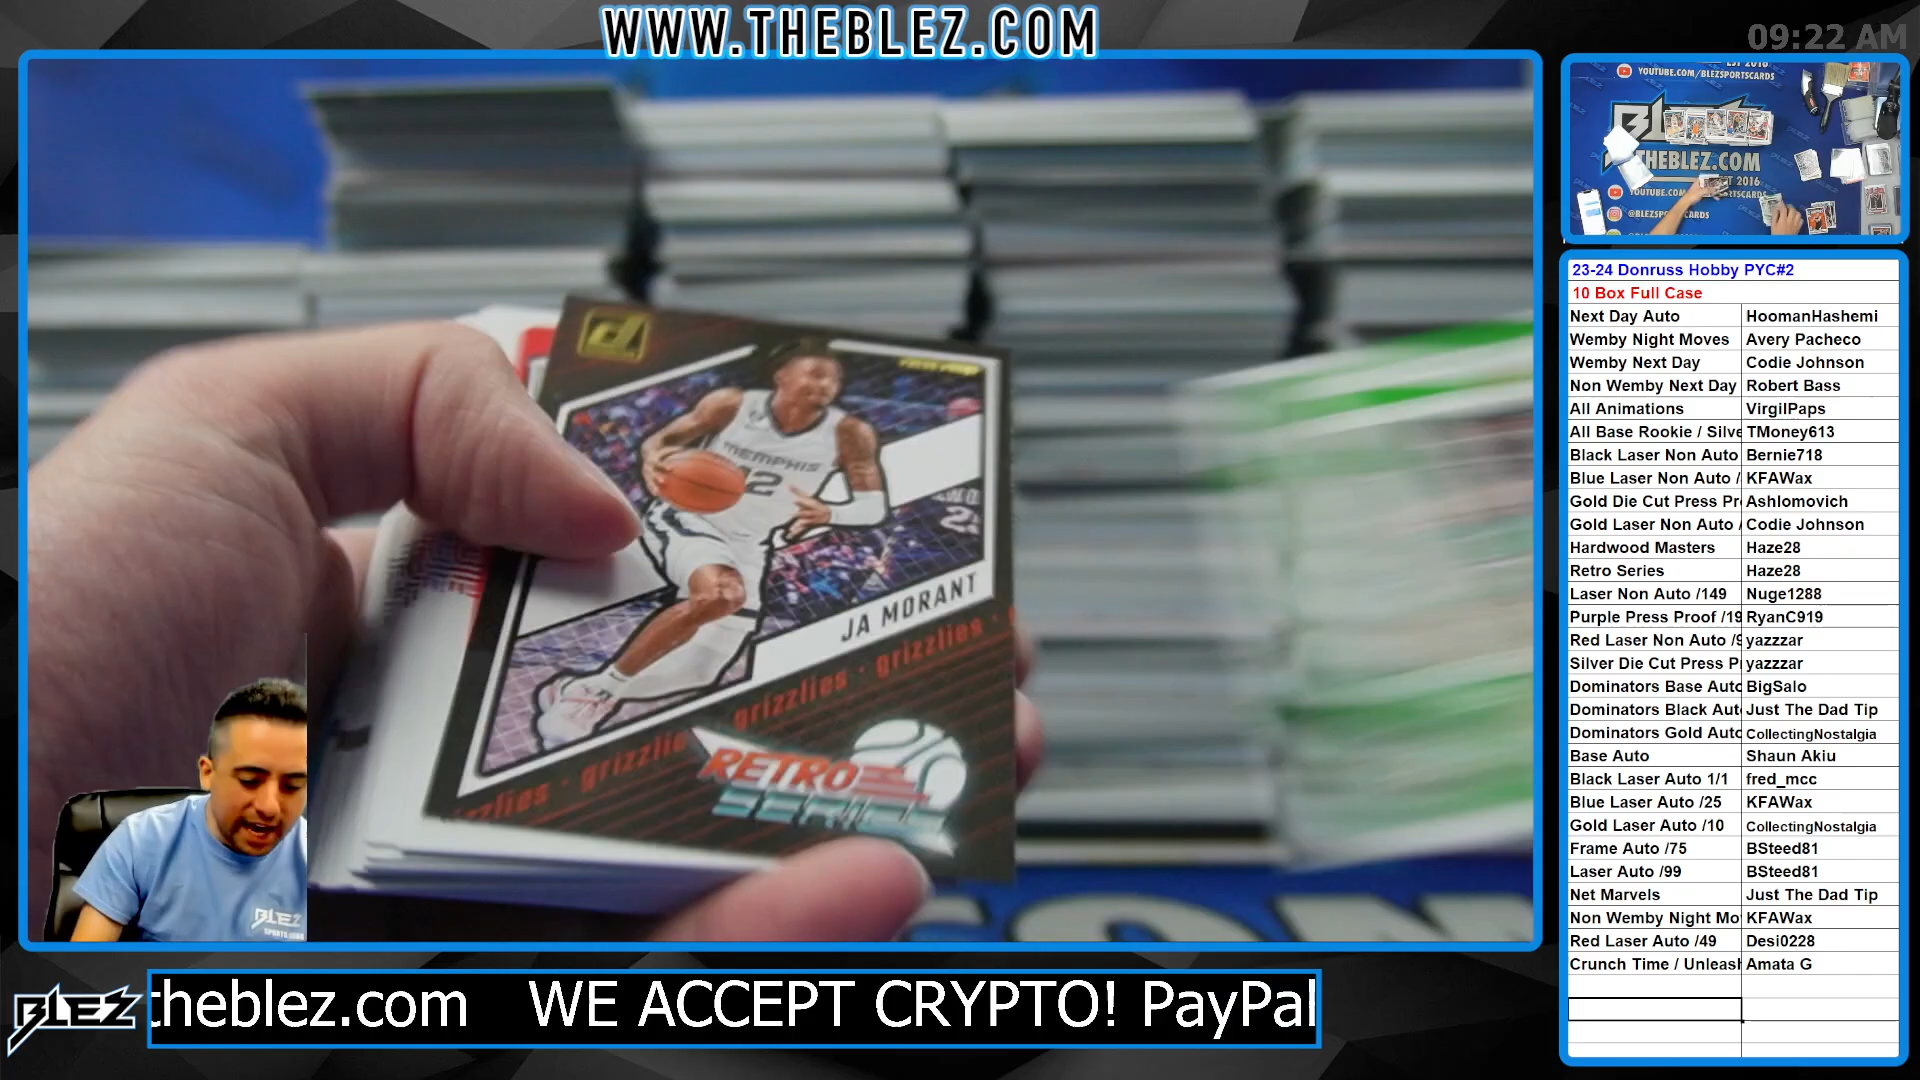 WWW.THEBLEZ.COM
09:22 AM
YOUTUBE.COM/BLEZSPORTSCARDS
THEBLEZ.COM
JA MORANT
MEMPHIS
grizzlies · grizzlies
RETRO
SERIES
BLEZ
23-24 Donruss Hobby PYC#2
10 Box Full Case
Next Day Auto HoomanHashemi
Wemby Night Moves Avery Pacheco
Wemby Next Day Codie Johnson
Non Wemby Next Day Robert Bass
All Animations VirgilPaps
All Base Rookie / Silve TMoney613
Black Laser Non Auto Bernie718
Blue Laser Non Auto / KFAWax
Gold Die Cut Press Pr Ashlomovich
Gold Laser Non Auto / Codie Johnson
Hardwood Masters Haze28
Retro Series Haze28
Laser Non Auto /149 Nuge1288
Purple Press Proof /19 RyanC919
Red Laser Non Auto /9 yazzzar
Silver Die Cut Press P yazzzar
Dominators Base Auto BigSalo
Dominators Black Aut Just The Dad Tip
Dominators Gold Auto CollectingNostalgia
Base Auto Shaun Akiu
Black Laser Auto 1/1 fred_mcc
Blue Laser Auto /25 KFAWax
Gold Laser Auto /10 CollectingNostalgia
Frame Auto /75 BSteed81
Laser Auto /99 BSteed81
Net Marvels Just The Dad Tip
Non Wemby Night Mo KFAWax
Red Laser Auto /49 Desi0228
Crunch Time / Unleash Amata G
BLEZ
theblez.com WE ACCEPT CRYPTO! PayPal